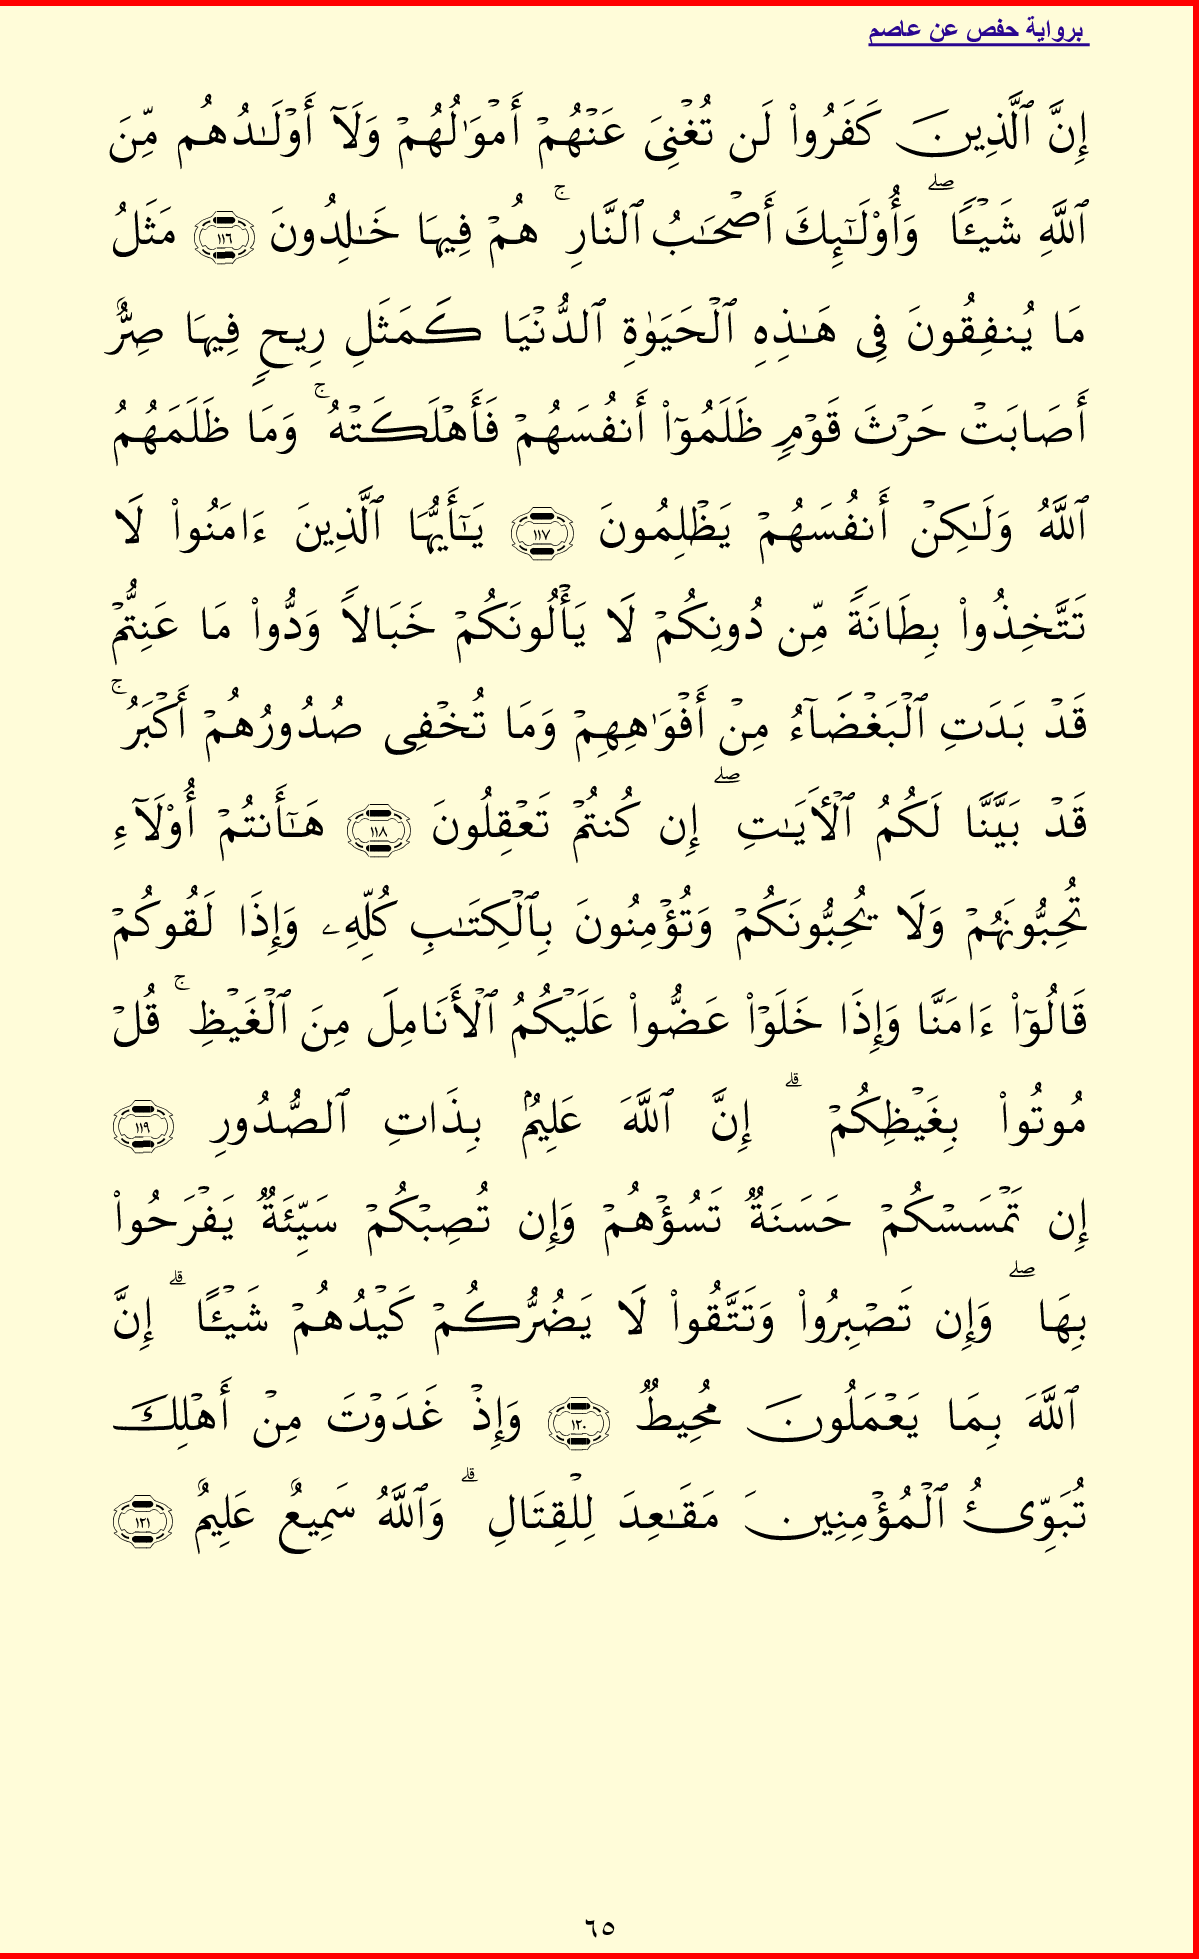 برواية حفص عن عاصم
إِنَّ ٱلَّذِينَ كَفَرُواْ لَن تُغۡنِىَ عَنۡهُمۡ أَمۡوَٰلُهُمۡ وَلَآ أَوۡلَـٰدُهُم مِّنَ
ٱللَّهِ شَيۡـًٔا‌ۖ وَأُوْلَـٰٓٮِٕكَ أَصۡحَـٰبُ ٱلنَّارِ‌ۚ هُمۡ فِيہَا خَـٰلِدُونَ ١١٦ مَثَلُ
مَا يُنفِقُونَ فِى هَـٰذِهِ ٱلۡحَيَوٰةِ ٱلدُّنۡيَا ڪَمَثَلِ رِيحٍ فِيہَا صِرٌّ
أَصَابَتۡ حَرۡثَ قَوۡمٍ ظَلَمُوٓاْ أَنفُسَهُمۡ فَأَهۡلَڪَتۡهُ‌ۚ وَمَا ظَلَمَهُمُ
ٱللَّهُ وَلَـٰكِنۡ أَنفُسَهُمۡ يَظۡلِمُونَ ١١٧ يَـٰٓأَيُّہَا ٱلَّذِينَ ءَامَنُواْ لَا
تَتَّخِذُواْ بِطَانَةً مِّن دُونِكُمۡ لَا يَأۡلُونَكُمۡ خَبَالاً وَدُّواْ مَا عَنِتُّمۡ
قَدۡ بَدَتِ ٱلۡبَغۡضَآءُ مِنۡ أَفۡوَٰهِهِمۡ وَمَا تُخۡفِى صُدُورُهُمۡ أَكۡبَرُ‌ۚ
قَدۡ بَيَّنَّا لَكُمُ ٱلۡأَيَـٰتِ‌ۖ إِن كُنتُمۡ تَعۡقِلُونَ ١١٨ هَـٰٓأَنتُمۡ أُوْلَآءِ
تُحِبُّونَہُمۡ وَلَا يُحِبُّونَكُمۡ وَتُؤۡمِنُونَ بِٱلۡكِتَـٰبِ كُلِّهِۦ وَإِذَا لَقُوكُمۡ
قَالُوٓاْ ءَامَنَّا وَإِذَا خَلَوۡاْ عَضُّواْ عَلَيۡكُمُ ٱلۡأَنَامِلَ مِنَ ٱلۡغَيۡظِ‌ۚ قُلۡ
مُوتُواْ بِغَيۡظِكُمۡ‌ۗ إِنَّ ٱللَّهَ عَلِيمُۢ بِذَاتِ ٱلصُّدُورِ ١١٩
إِن تَمۡسَسۡكُمۡ حَسَنَةٌ تَسُؤۡهُمۡ وَإِن تُصِبۡكُمۡ سَيِّئَةٌ يَفۡرَحُواْ
بِهَا‌ۖ وَإِن تَصۡبِرُواْ وَتَتَّقُواْ لَا يَضُرُّڪُمۡ كَيۡدُهُمۡ شَيۡـًٔا‌ۗ إِنَّ
ٱللَّهَ بِمَا يَعۡمَلُونَ مُحِيطٌ ١٢٠ وَإِذۡ غَدَوۡتَ مِنۡ أَهۡلِكَ
تُبَوِّئُ ٱلۡمُؤۡمِنِينَ مَقَـٰعِدَ لِلۡقِتَالِ‌ۗ وَٱللَّهُ سَمِيعٌ عَلِيمٌ ١٢١
٦٥